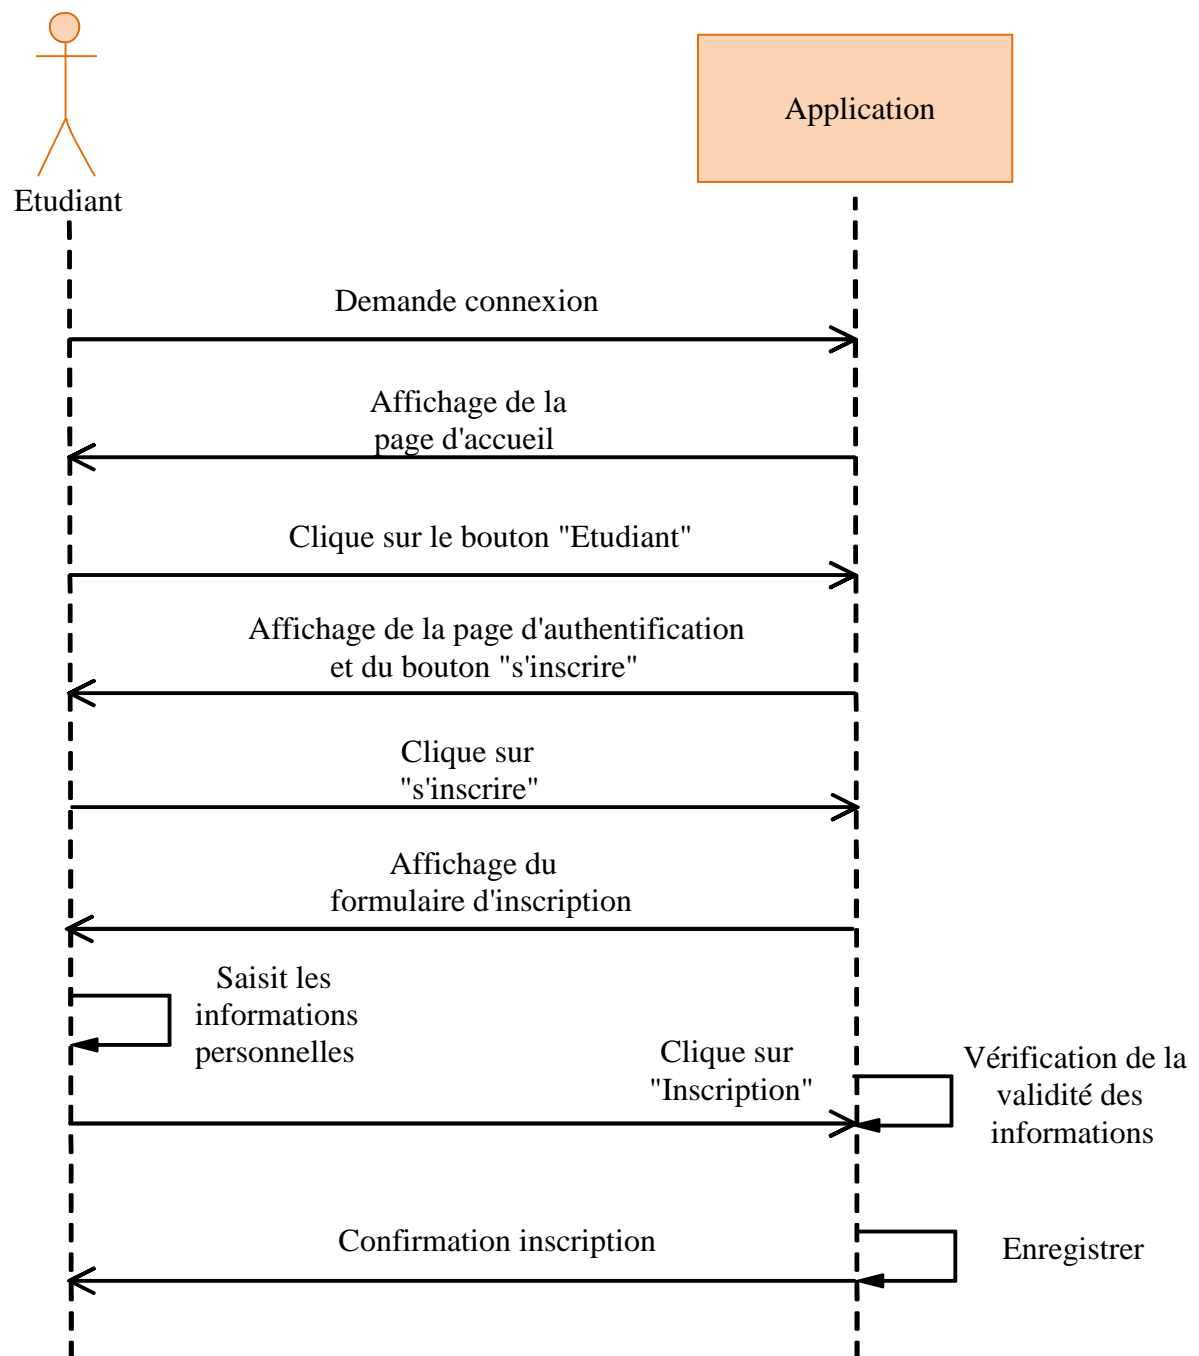 Application
Etudiant
Demande connexion
Affichage de la
page d'accueil
Clique sur le bouton "Etudiant"
Affichage de la page d'authentification
et du bouton "s'inscrire"
Clique sur
"s'inscrire"
Affichage du
formulaire d'inscription
Saisit les
informations
personnelles
Clique sur
"Inscription"
Vérification de la
validité des
informations
Confirmation inscription
Enregistrer